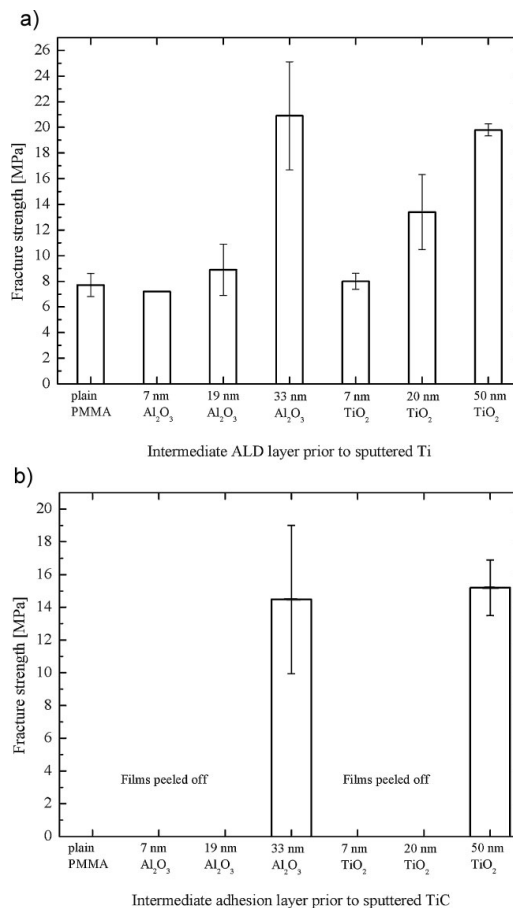 a)
26
24
22
20
18
16
14
12
10
8
6
4
2
0
Fracture strength [MPa]
plain 7 nm 19 nm 33 nm 7 nm 20 nm 50 nm
PMMA Al₂O₃ Al₂O₃ Al₂O₃ TiO₂ TiO₂ TiO₂
Intermediate ALD layer prior to sputtered Ti
b)
20
18
16
14
12
10
8
6
4
2
0
Fracture strength [MPa]
Films peeled off Films peeled off
plain 7 nm 19 nm 33 nm 7 nm 20 nm 50 nm
PMMA Al₂O₃ Al₂O₃ Al₂O₃ TiO₂ TiO₂ TiO₂
Intermediate adhesion layer prior to sputtered TiC